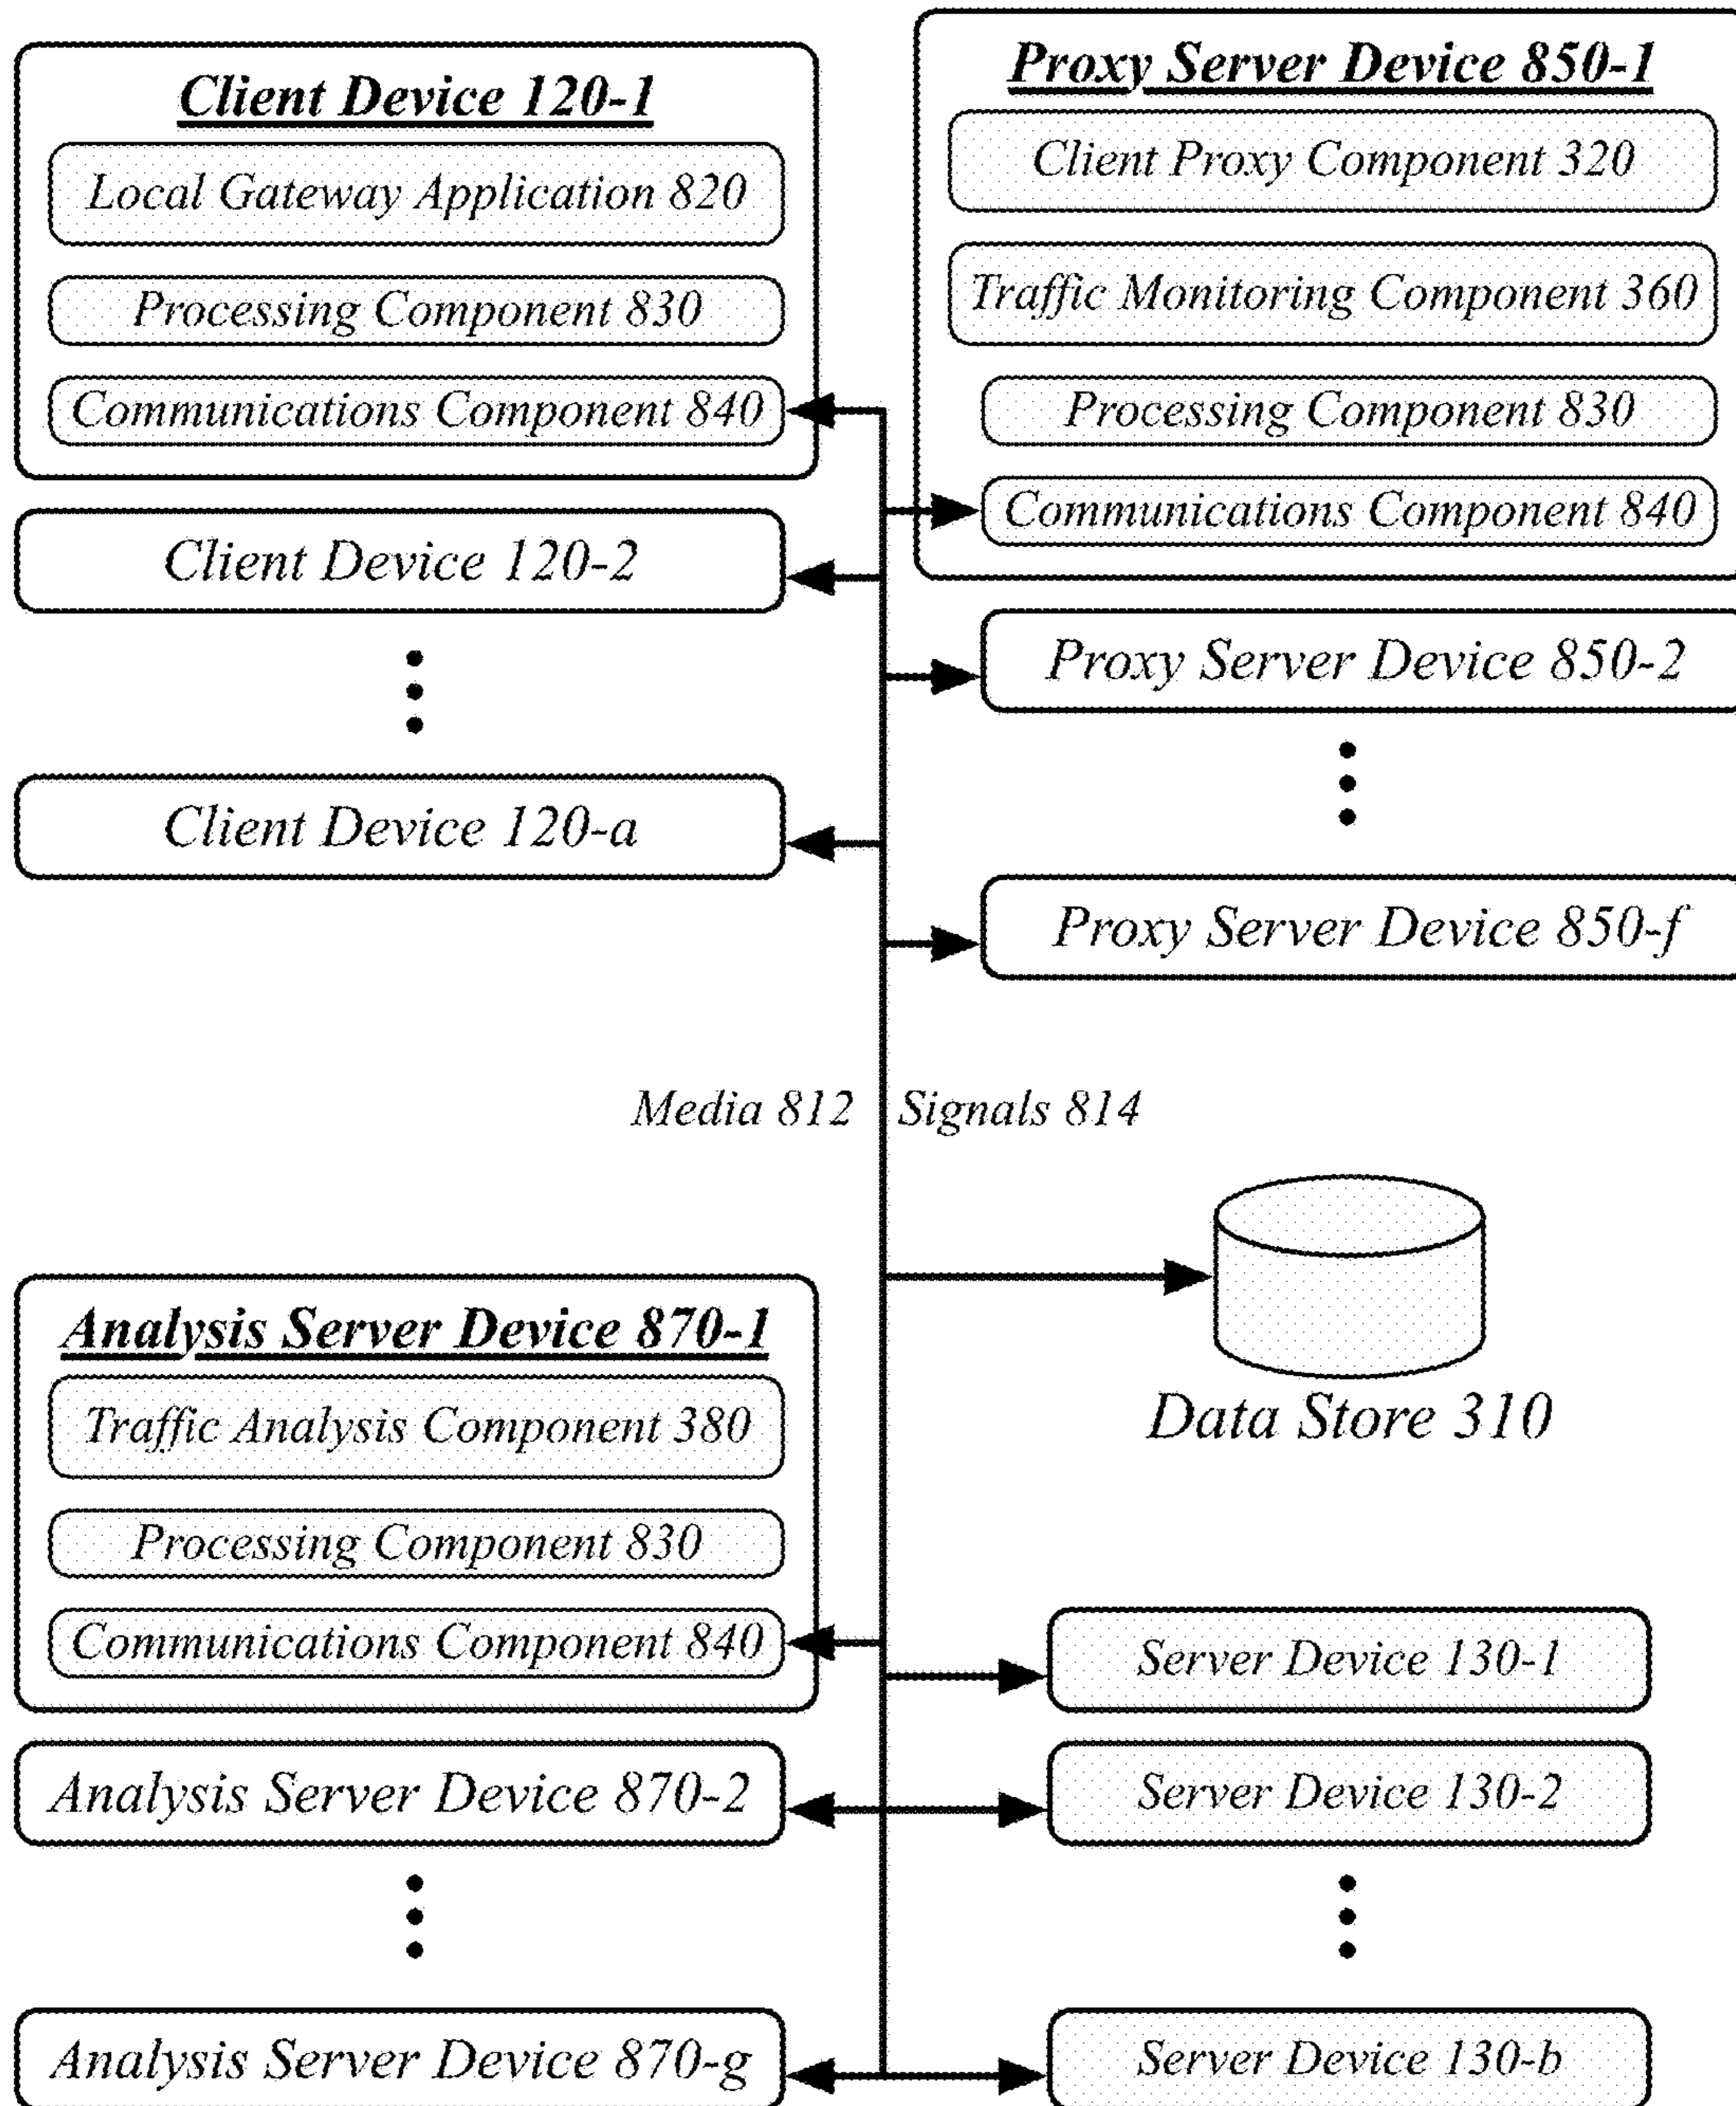 Client Device 120-1
Local Gateway Application 820
Processing Component 830
Communications Component 840
Client Device 120-2
Client Device 120-a
Proxy Server Device 850-1
Client Proxy Component 320
Traffic Monitoring Component 360
Processing Component 830
Communications Component 840
Proxy Server Device 850-2
Proxy Server Device 850-f
Media 812
Signals 814
Data Store 310
Analysis Server Device 870-1
Traffic Analysis Component 380
Processing Component 830
Communications Component 840
Analysis Server Device 870-2
Analysis Server Device 870-g
Server Device 130-1
Server Device 130-2
Server Device 130-b